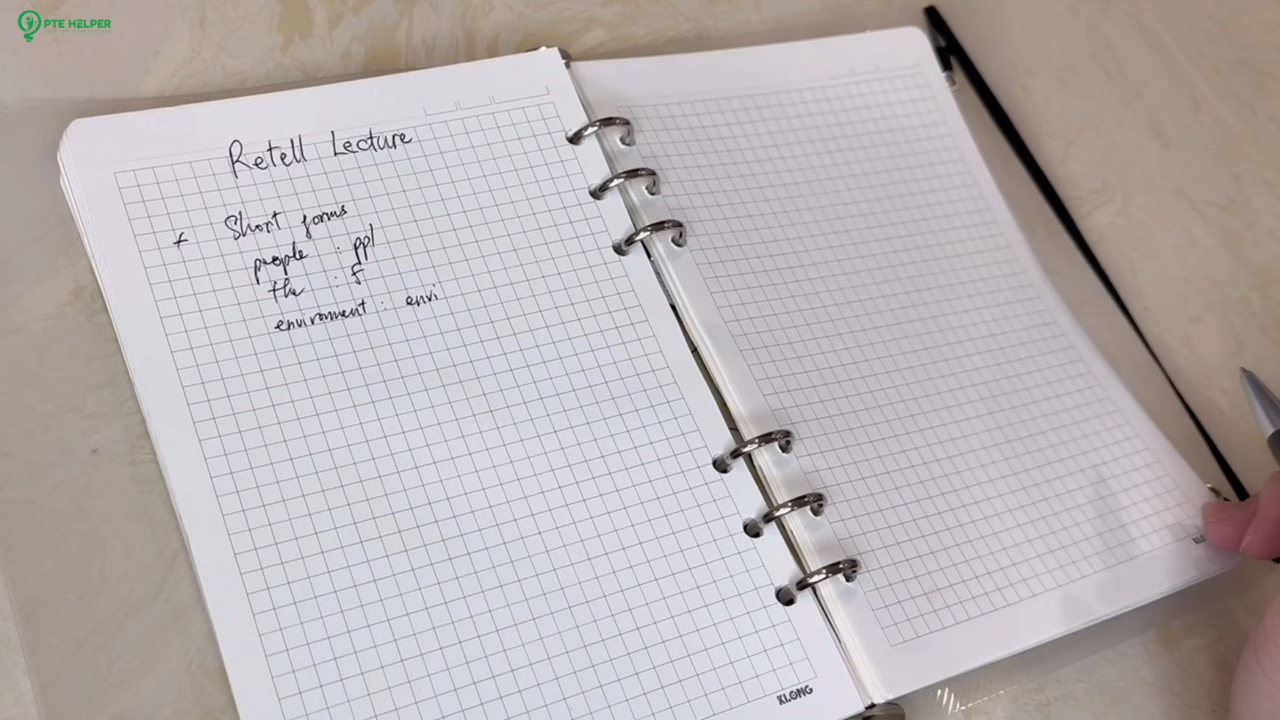 PTE HELPER
Retell Lecture
* Short forms
people : ppl
the : f
environment : envi
KLONG